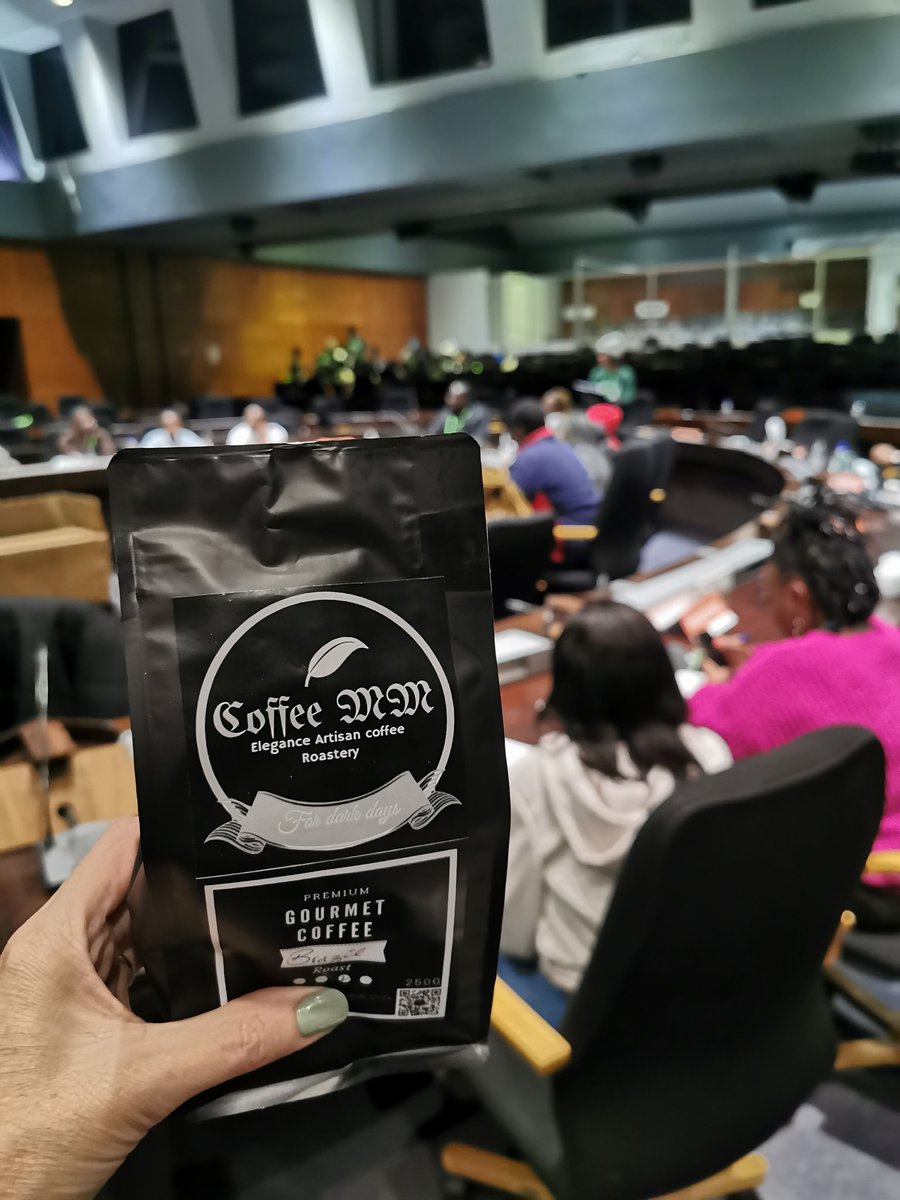 Coffee MM
Elegance Artisan coffee
Roastery
For dark days
PREMIUM
GOURMET
COFFEE
Brazil
Roast
250G